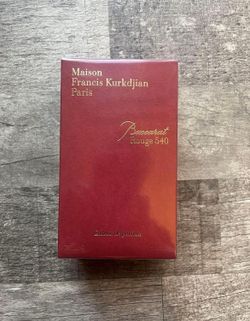 Maison
Francis Kurkdjian
Paris
Baccarat
Rouge 540